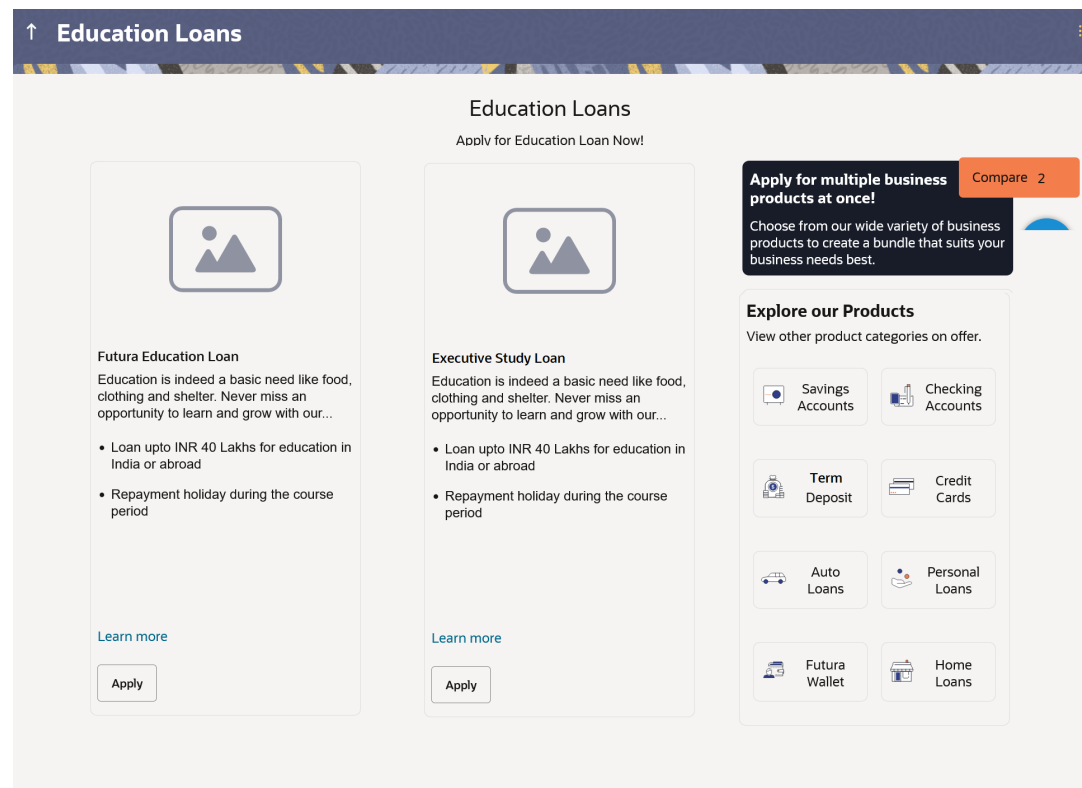 Education Loans
Education Loans
Apply for Education Loan Now!
Futura Education Loan
Education is indeed a basic need like food,
clothing and shelter. Never miss an
opportunity to learn and grow with our...
• Loan upto INR 40 Lakhs for education in
India or abroad
• Repayment holiday during the course
period
Learn more
Apply
Executive Study Loan
Education is indeed a basic need like food,
clothing and shelter. Never miss an
opportunity to learn and grow with our...
• Loan upto INR 40 Lakhs for education in
India or abroad
• Repayment holiday during the course
period
Learn more
Apply
Compare 2
Apply for multiple business
products at once!
Choose from our wide variety of business
products to create a bundle that suits your
business needs best.
Explore our Products
View other product categories on offer.
Savings
Accounts
Checking
Accounts
Term
Deposit
Credit
Cards
Auto
Loans
Personal
Loans
Futura
Wallet
Home
Loans